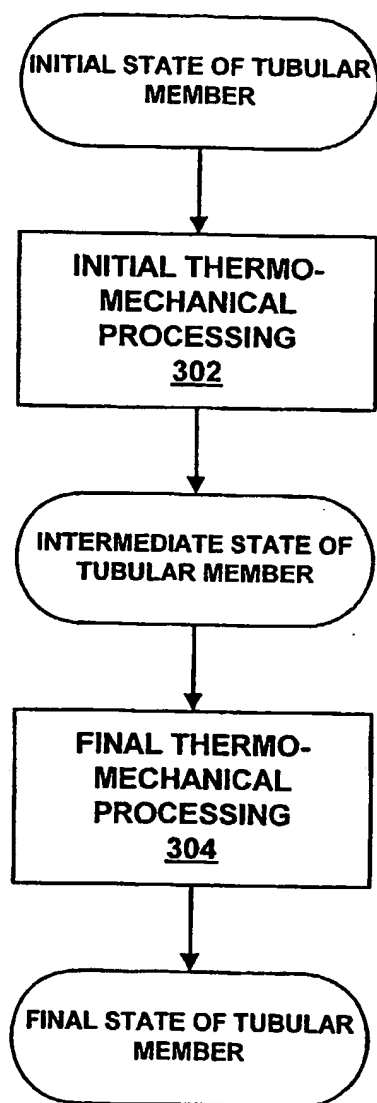 INITIAL STATE OF TUBULAR
MEMBER
INITIAL THERMO-
MECHANICAL
PROCESSING
302
INTERMEDIATE STATE OF
TUBULAR MEMBER
FINAL THERMO-
MECHANICAL
PROCESSING
304
FINAL STATE OF TUBULAR
MEMBER